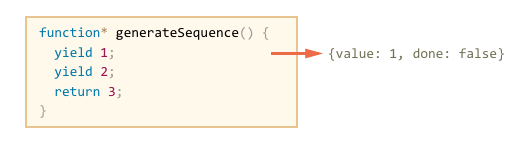 function* generateSequence() {
  yield 1;
  yield 2;
  return 3;
}
{value: 1, done: false}